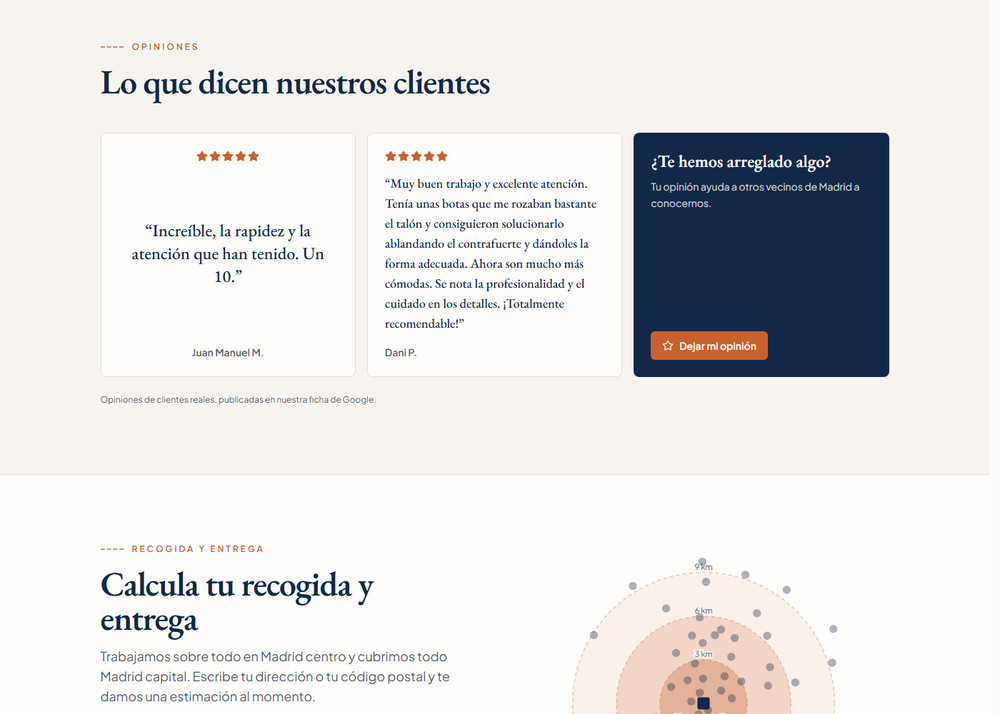 OPINIONES
Lo que dicen nuestros clientes
“Increíble, la rapidez y la
atención que han tenido. Un
10.”
Juan Manuel M.
“Muy buen trabajo y excelente atención.
Tenía unas botas que me rozaban bastante
el talón y consiguieron solucionarlo
ablandando el contrafuerte y dándoles la
forma adecuada. Ahora son mucho más
cómodas. Se nota la profesionalidad y el
cuidado en los detalles. ¡Totalmente
recomendable!”
Dani P.
¿Te hemos arreglado algo?
Tu opinión ayuda a otros vecinos de Madrid a
conocernos.
Dejar mi opinión
Opiniones de clientes reales, publicadas en nuestra ficha de Google.
RECOGIDA Y ENTREGA
Calcula tu recogida y
entrega
Trabajamos sobre todo en Madrid centro y cubrimos todo
Madrid capital. Escribe tu dirección o tu código postal y te
damos una estimación al momento.
9 km
6 km
3 km